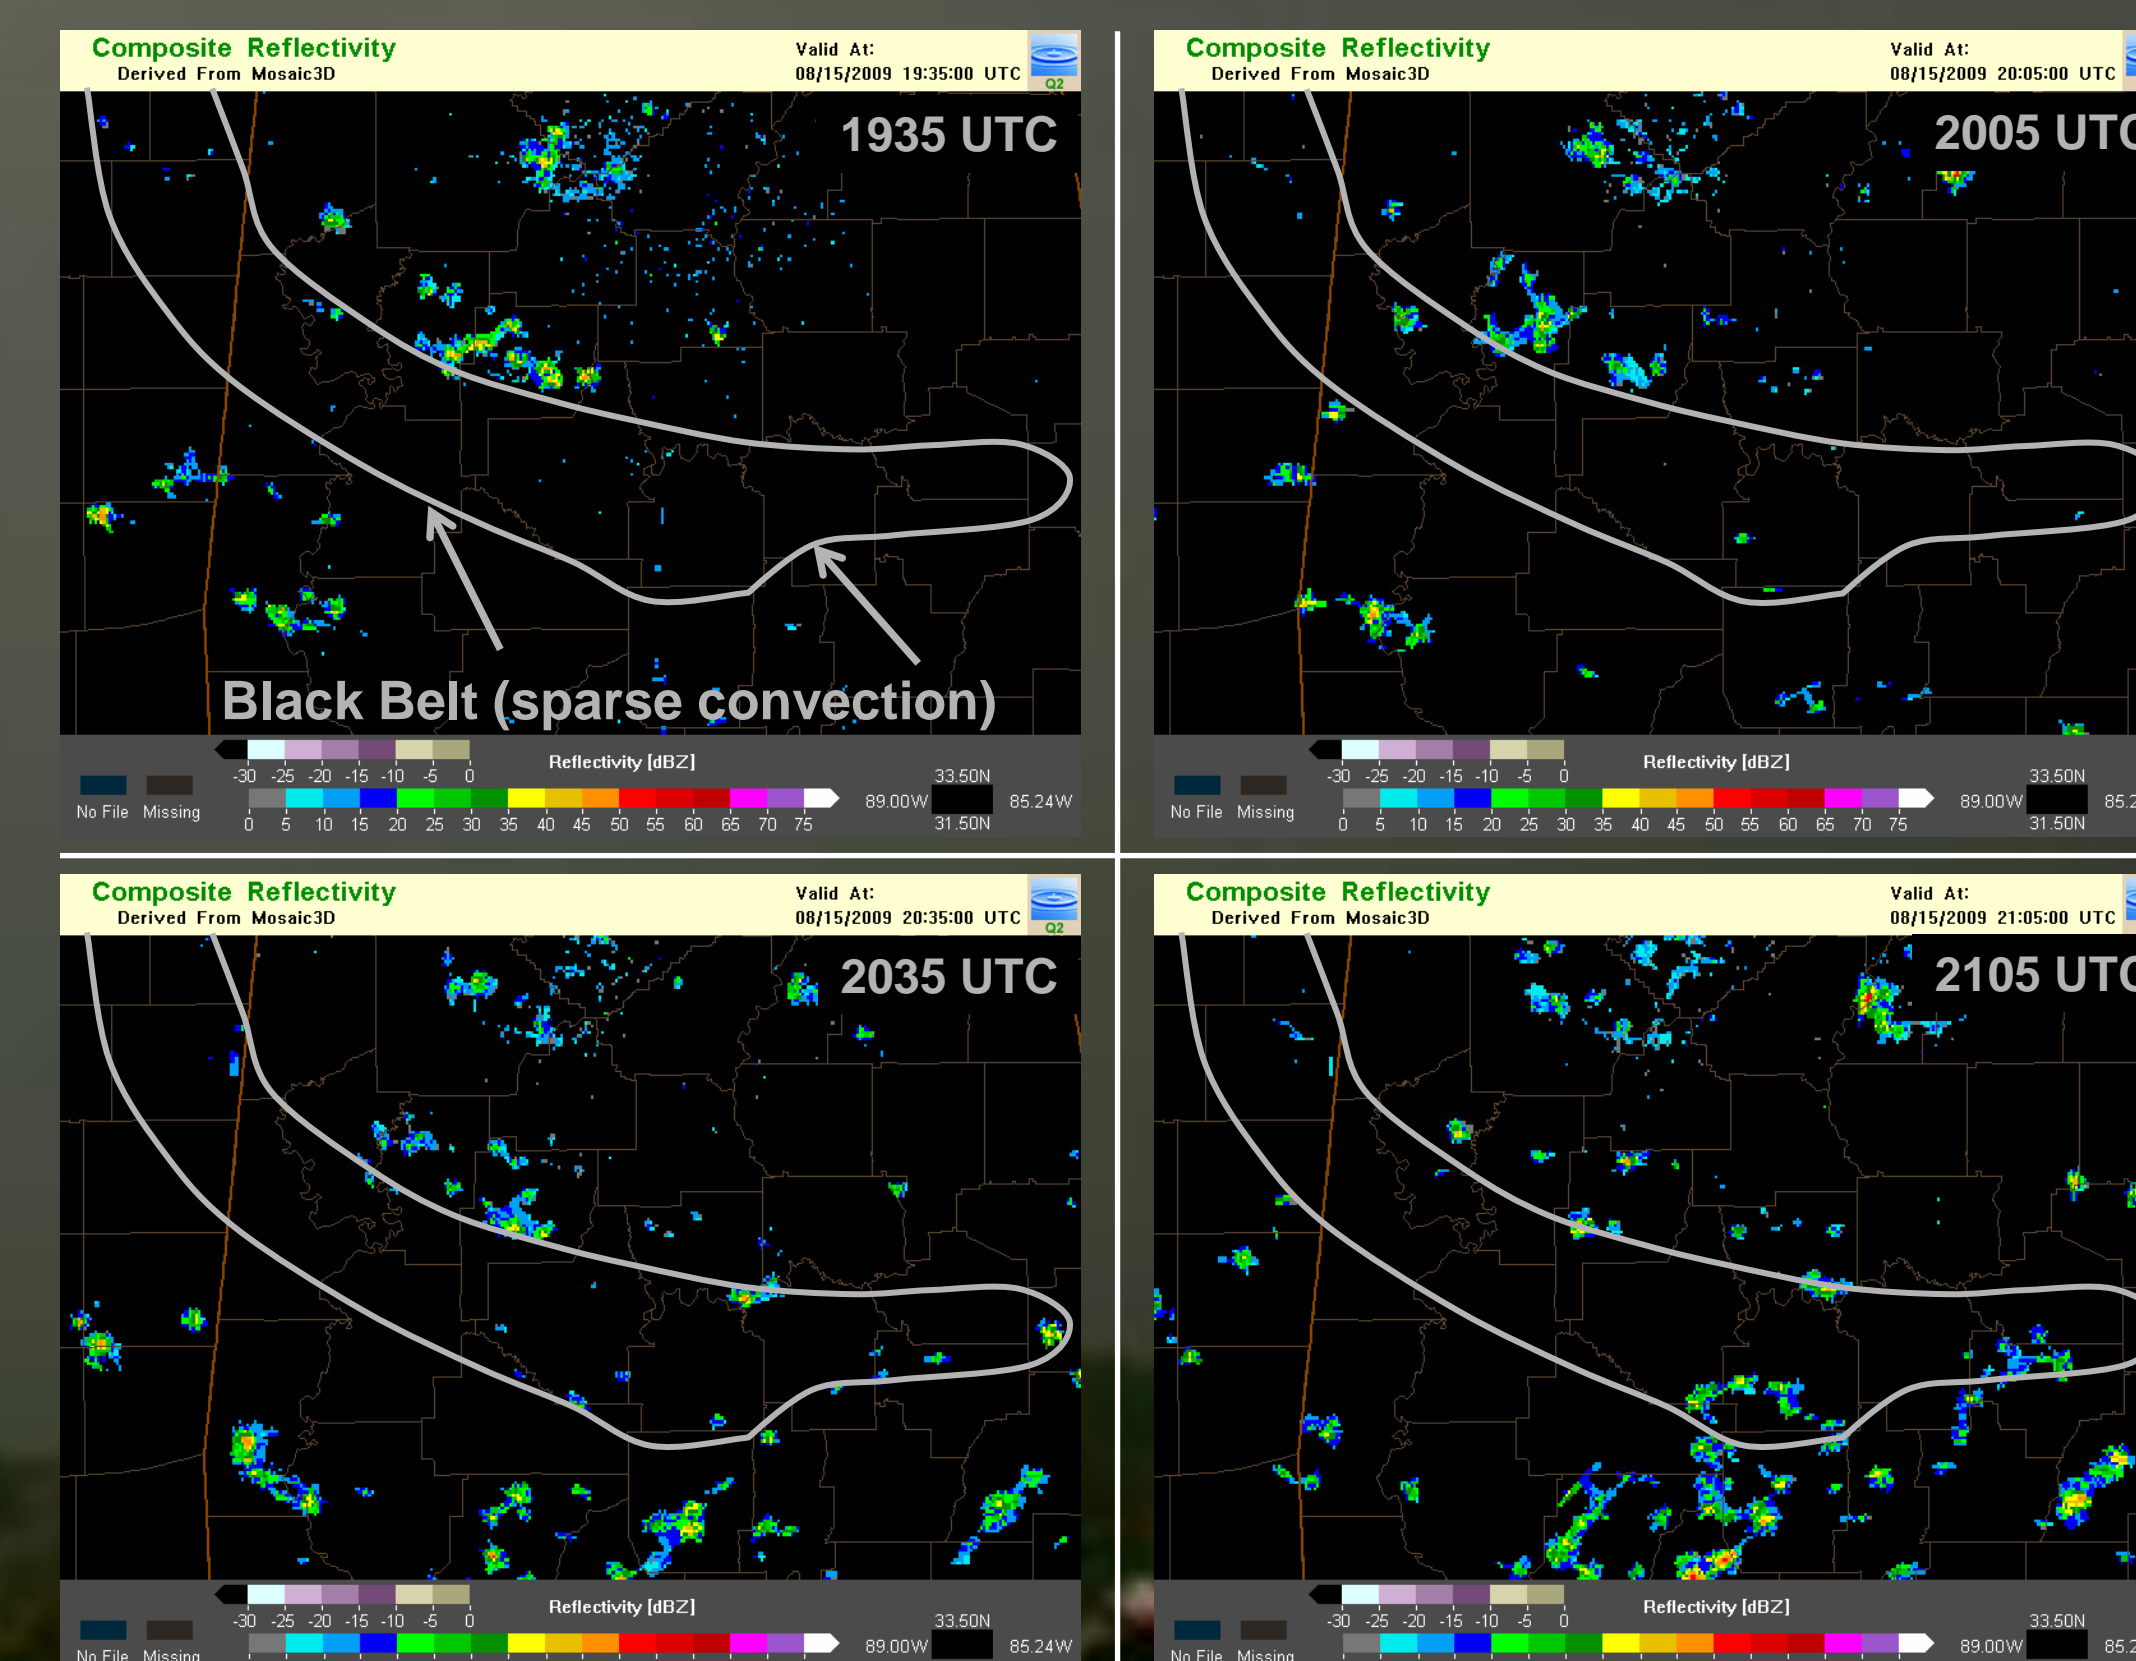 Composite Reflectivity
Derived From Mosaic3D
Valid At:
08/15/2009 19:35:00 UTC
Q2
1935 UTC
Black Belt (sparse convection)
-30 -25 -20 -15 -10 -5 0
Reflectivity [dBZ]
33.50N
No File Missing
89.00W
85.24W
0 5 10 15 20 25 30 35 40 45 50 55 60 65 70 75
31.50N
Composite Reflectivity
Derived From Mosaic3D
Valid At:
08/15/2009 20:05:00 UTC
2005 UTC
-30 -25 -20 -15 -10 -5 0
Reflectivity [dBZ]
33.50N
No File Missing
89.00W
85.2
0 5 10 15 20 25 30 35 40 45 50 55 60 65 70 75
31.50N
Composite Reflectivity
Derived From Mosaic3D
Valid At:
08/15/2009 20:35:00 UTC
Q2
2035 UTC
-30 -25 -20 -15 -10 -5 0
Reflectivity [dBZ]
33.50N
89.00W
85.24W
No File Missing
Composite Reflectivity
Derived From Mosaic3D
Valid At:
08/15/2009 21:05:00 UTC
2105 UTC
-30 -25 -20 -15 -10 -5 0
Reflectivity [dBZ]
33.50N
89.00W
85.2
No File Missing